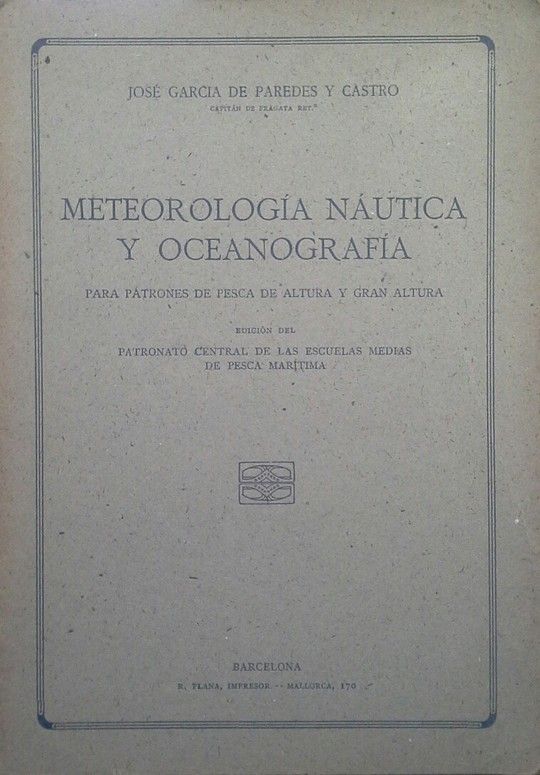 JOSÉ GARCIA DE PAREDES Y CASTRO
CAPITÁN DE FRAGATA RET.º
METEOROLOGÍA NÁUTICA
Y OCEANOGRAFÍA
PARA PATRONES DE PESCA DE ALTURA Y GRAN ALTURA
EDICIÓN DEL
PATRONATO CENTRAL DE LAS ESCUELAS MEDIAS
DE PESCA MARÍTIMA
BARCELONA
R. PLANA, IMPRESOR -- MALLORCA, 170